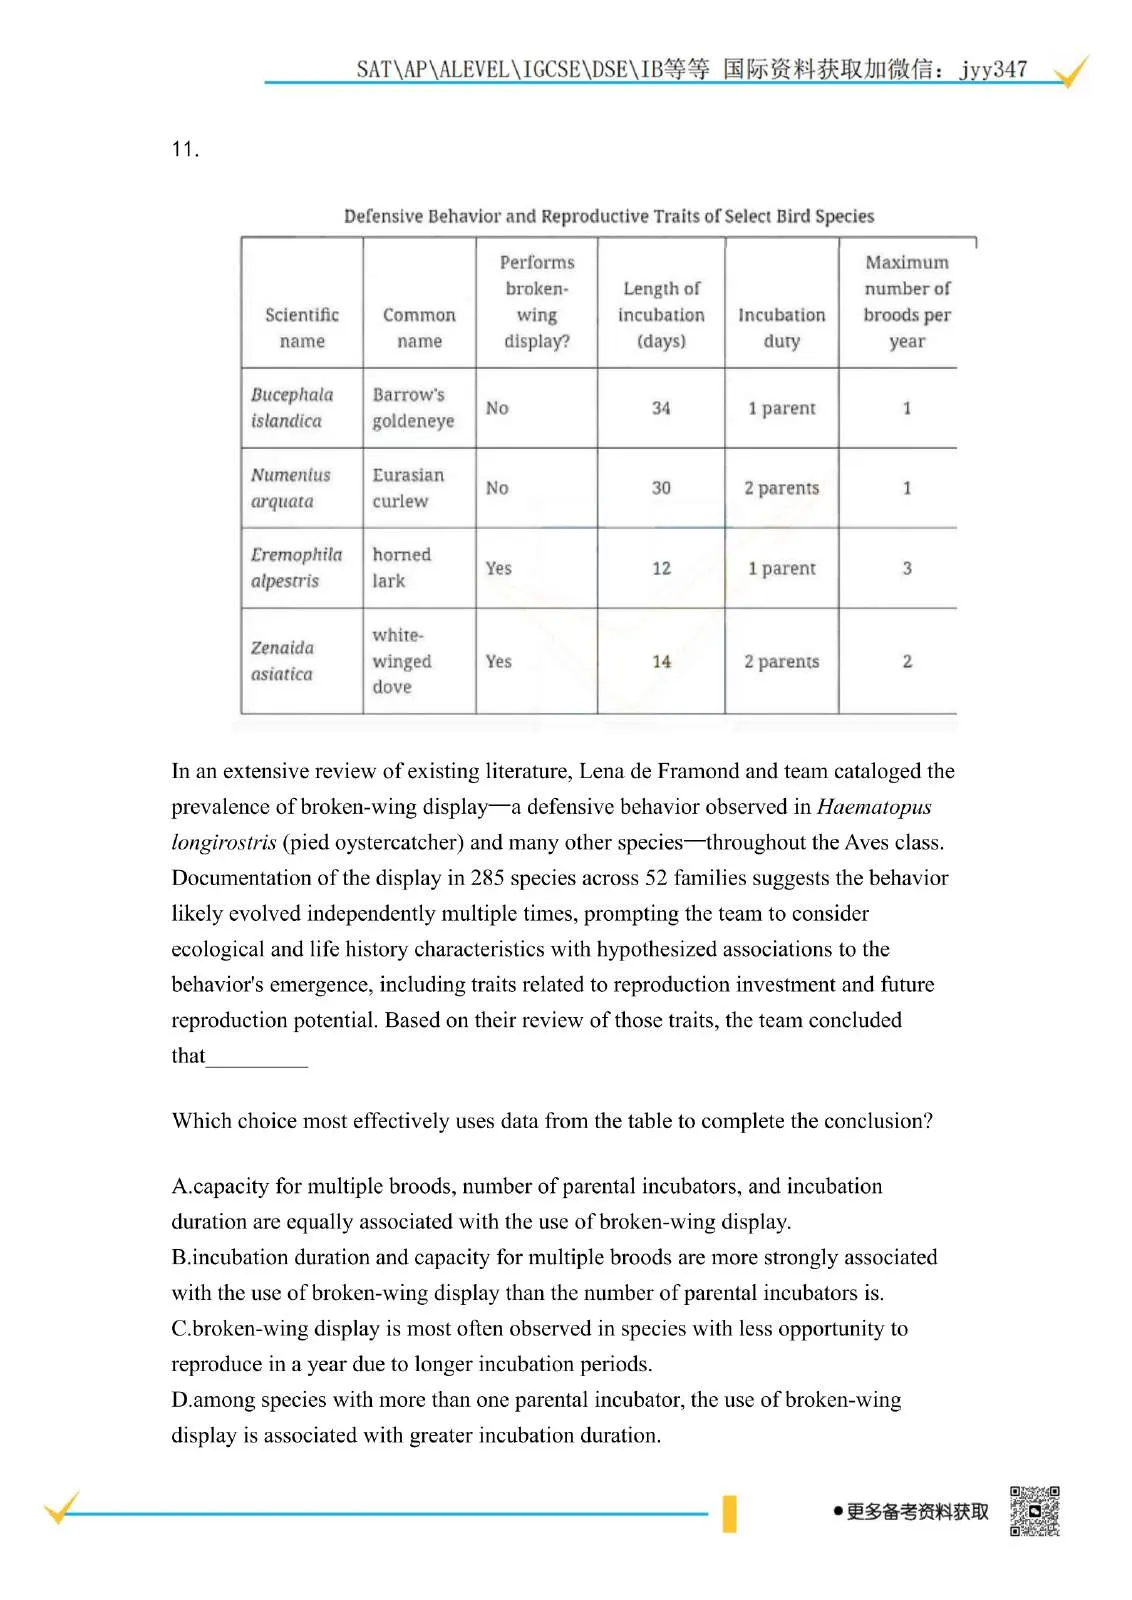 SAT\AP\ALEVEL\IGCSE\DSE\IB等等 国际资料获取加微信：jyy347
11.
Defensive Behavior and Reproductive Traits of Select Bird Species
Scientific name
Common name
Performs broken-wing display?
Length of incubation (days)
Incubation duty
Maximum number of broods per year
Bucephala islandica
Barrow's goldeneye
No
34
1 parent
1
Numenius arquata
Eurasian curlew
No
30
2 parents
1
Eremophila alpestris
horned lark
Yes
12
1 parent
3
Zenaida asiatica
white-winged dove
Yes
14
2 parents
2
In an extensive review of existing literature, Lena de Framond and team cataloged the
prevalence of broken-wing display—a defensive behavior observed in Haematopus
longirostris (pied oystercatcher) and many other species—throughout the Aves class.
Documentation of the display in 285 species across 52 families suggests the behavior
likely evolved independently multiple times, prompting the team to consider
ecological and life history characteristics with hypothesized associations to the
behavior's emergence, including traits related to reproduction investment and future
reproduction potential. Based on their review of those traits, the team concluded
that_________
Which choice most effectively uses data from the table to complete the conclusion?
A.capacity for multiple broods, number of parental incubators, and incubation
duration are equally associated with the use of broken-wing display.
B.incubation duration and capacity for multiple broods are more strongly associated
with the use of broken-wing display than the number of parental incubators is.
C.broken-wing display is most often observed in species with less opportunity to
reproduce in a year due to longer incubation periods.
D.among species with more than one parental incubator, the use of broken-wing
display is associated with greater incubation duration.
●更多备考资料获取